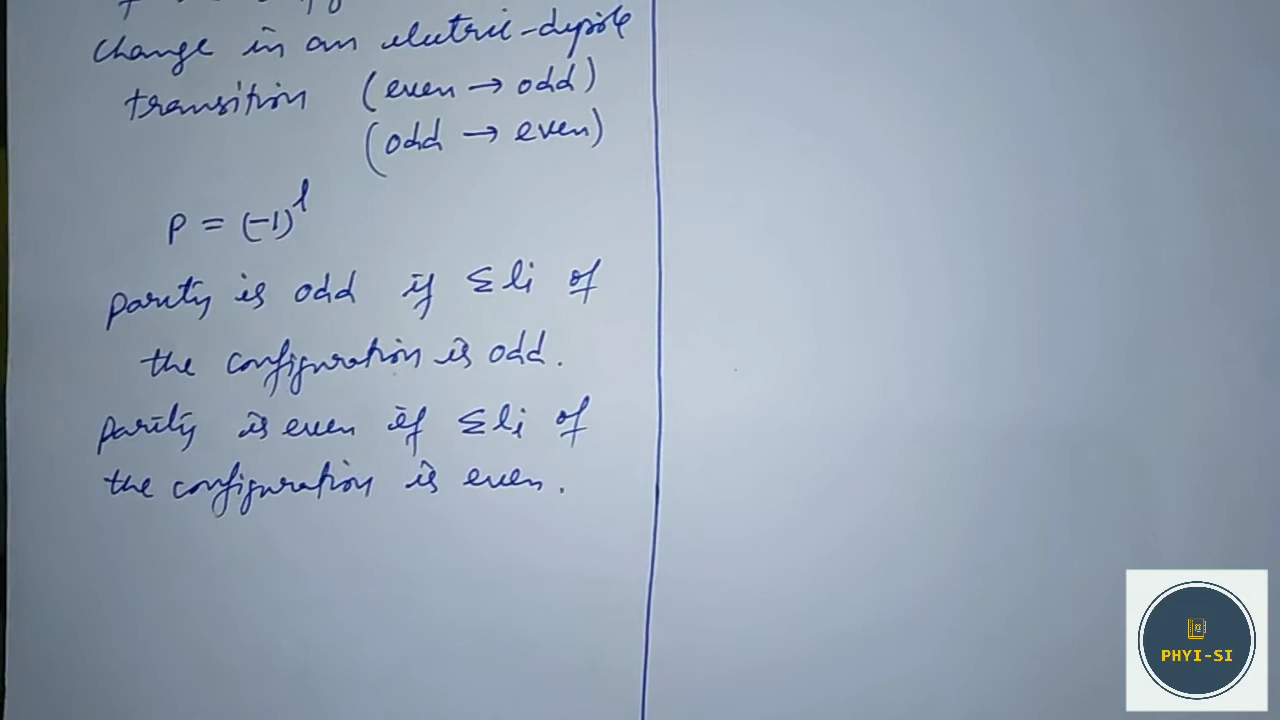 change in an electric-dipole
transition (even → odd)
(odd → even)
P = (-1)^l
parity is odd if Σli of
the configuration is odd.
parity is even if Σli of
the configuration is even.
PHYI-SI